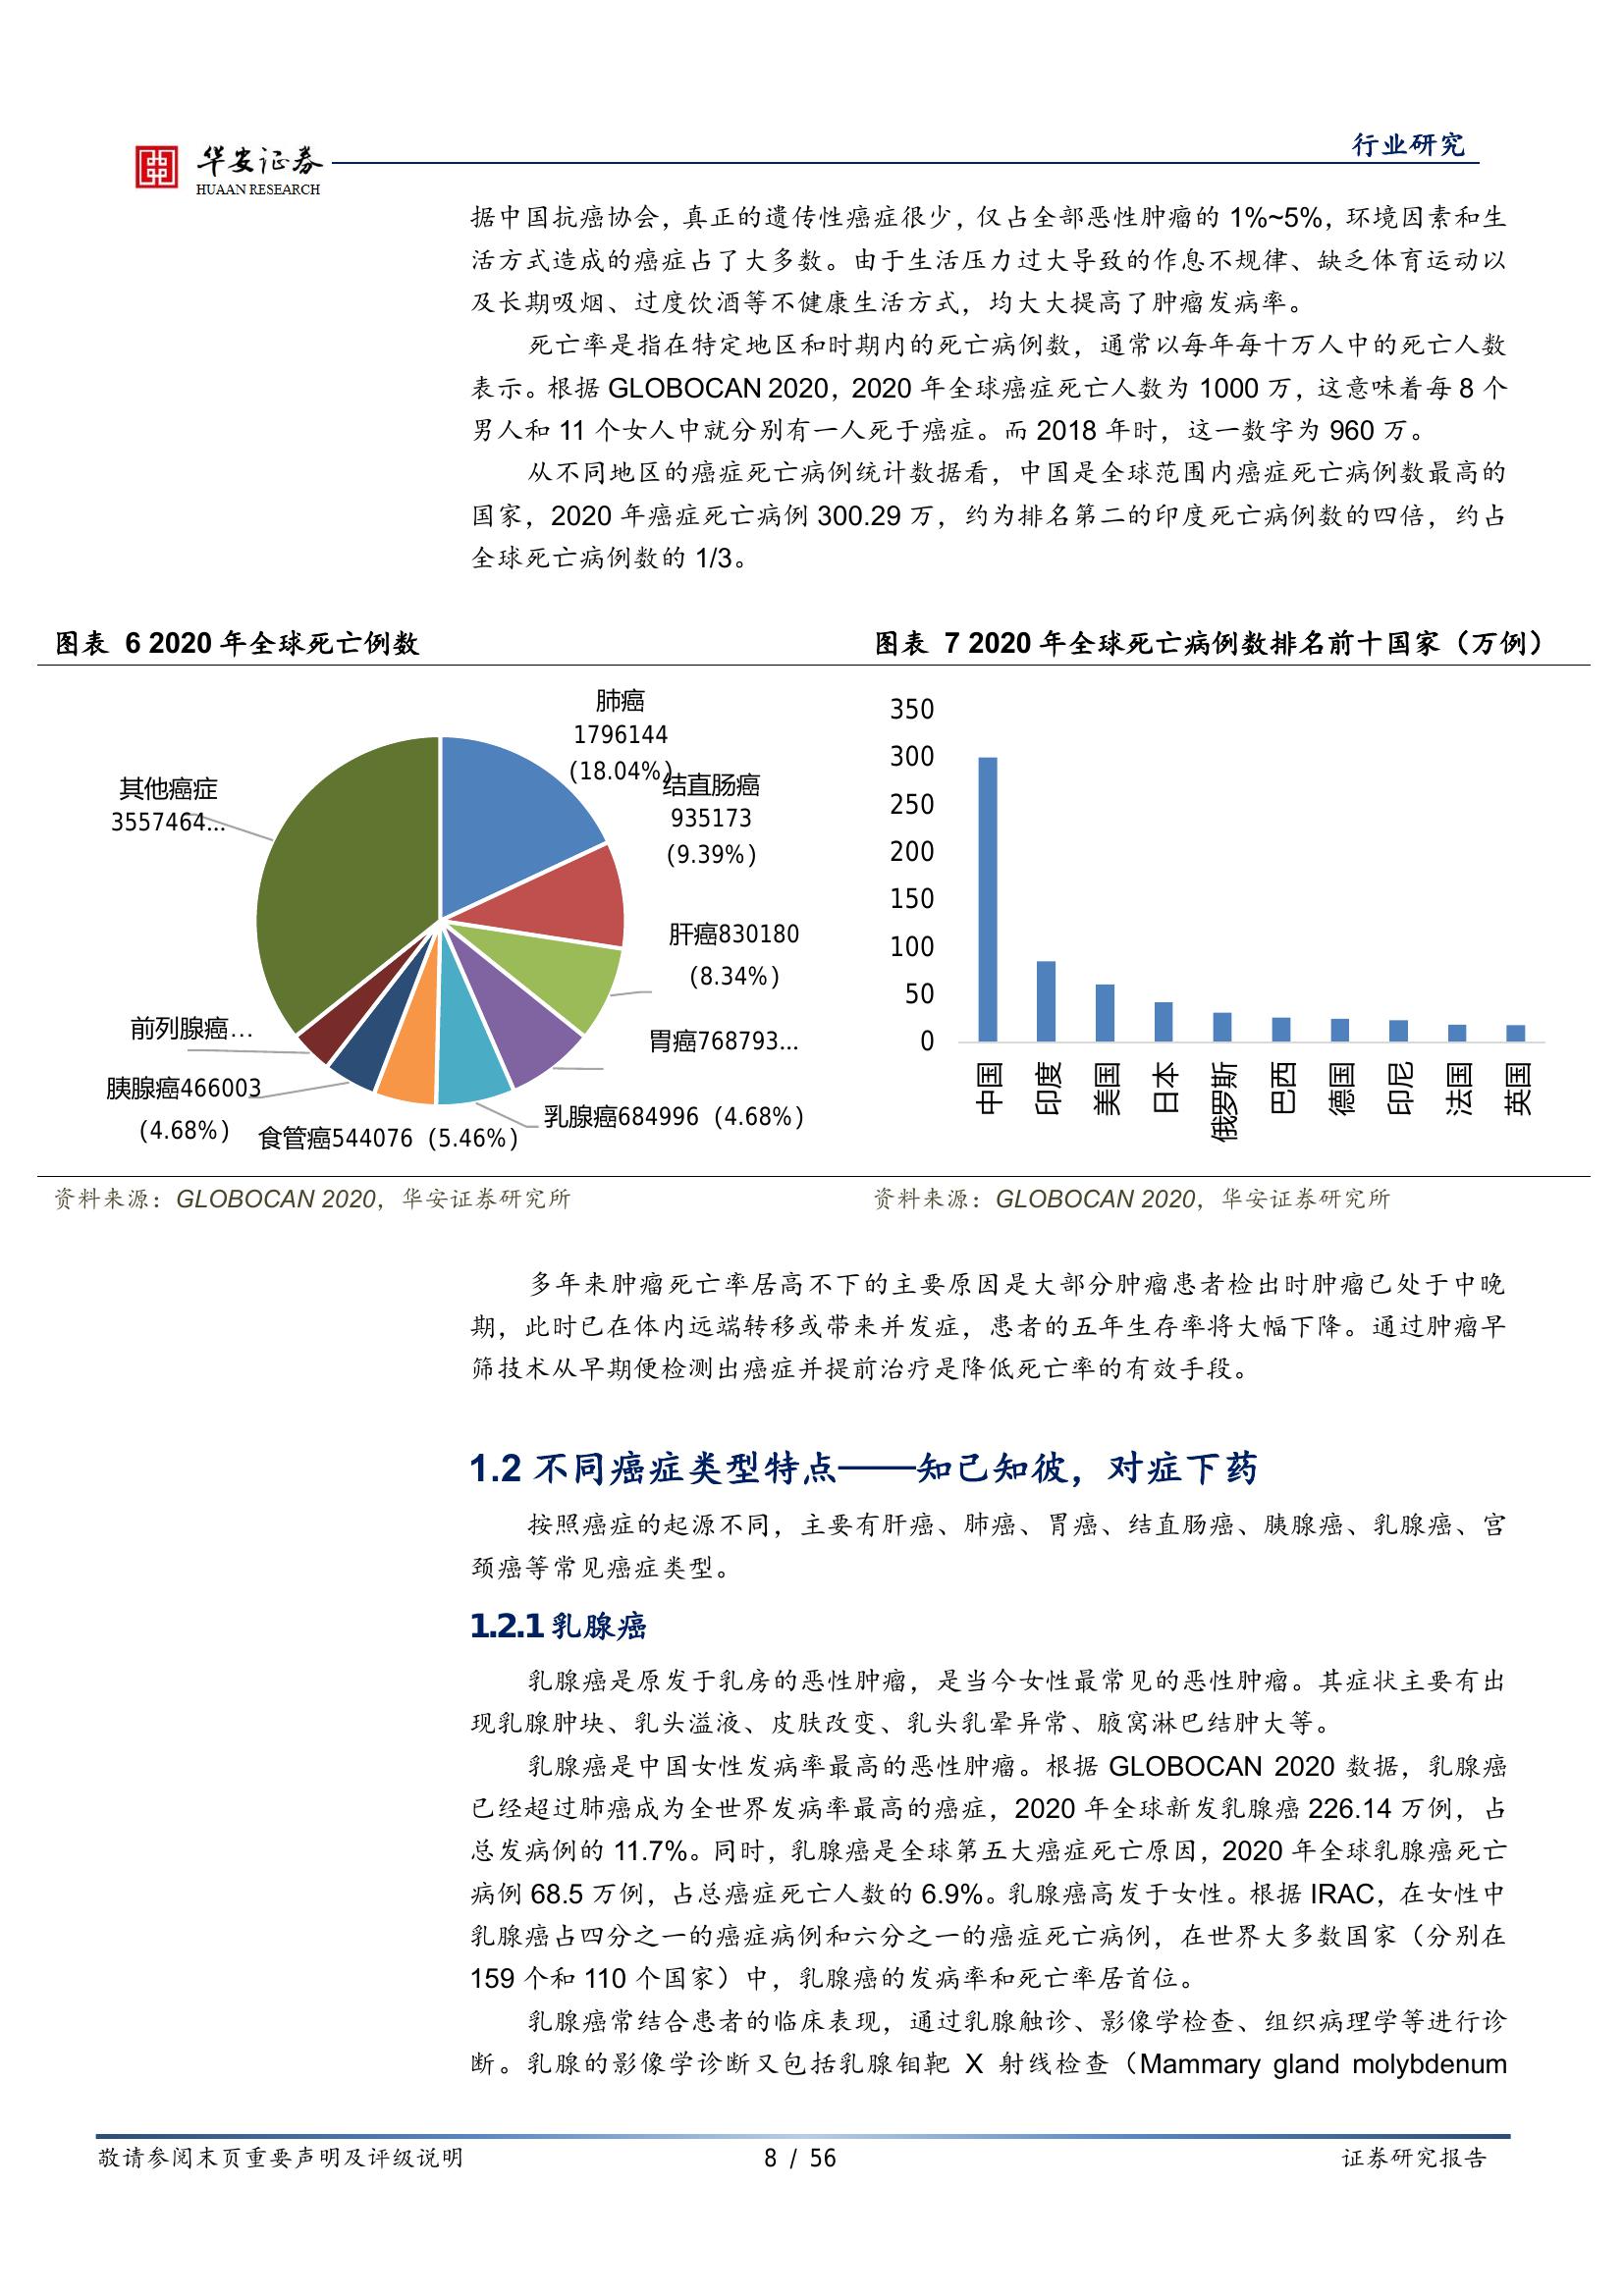 华安证券
HUAAN RESEARCH
行业研究
据中国抗癌协会，真正的遗传性癌症很少，仅占全部恶性肿瘤的 1%~5%，环境因素和生
活方式造成的癌症占了大多数。由于生活压力过大导致的作息不规律、缺乏体育运动以
及长期吸烟、过度饮酒等不健康生活方式，均大大提高了肿瘤发病率。
死亡率是指在特定地区和时期内的死亡病例数，通常以每年每十万人中的死亡人数
表示。根据 GLOBOCAN 2020，2020 年全球癌症死亡人数为 1000 万，这意味着每 8 个
男人和 11 个女人中就分别有一人死于癌症。而 2018 年时，这一数字为 960 万。
从不同地区的癌症死亡病例统计数据看，中国是全球范围内癌症死亡病例数最高的
国家，2020 年癌症死亡病例 300.29 万，约为排名第二的印度死亡病例数的四倍，约占
全球死亡病例数的 1/3。
图表 6 2020 年全球死亡例数
肺癌
1796144
(18.04%)
结直肠癌
935173
(9.39%)
肝癌830180
(8.34%)
胃癌768793...
乳腺癌684996 (4.68%)
食管癌544076 (5.46%)
胰腺癌466003
(4.68%)
前列腺癌...
其他癌症
3557464...
资料来源：GLOBOCAN 2020，华安证券研究所
图表 7 2020 年全球死亡病例数排名前十国家（万例）
350
300
250
200
150
100
50
0
中国
印度
美国
日本
俄罗斯
巴西
德国
印尼
法国
英国
资料来源：GLOBOCAN 2020，华安证券研究所
多年来肿瘤死亡率居高不下的主要原因是大部分肿瘤患者检出时肿瘤已处于中晚
期，此时已在体内远端转移或带来并发症，患者的五年生存率将大幅下降。通过肿瘤早
筛技术从早期便检测出癌症并提前治疗是降低死亡率的有效手段。
1.2 不同癌症类型特点——知己知彼，对症下药
按照癌症的起源不同，主要有肝癌、肺癌、胃癌、结直肠癌、胰腺癌、乳腺癌、宫
颈癌等常见癌症类型。
1.2.1 乳腺癌
乳腺癌是原发于乳房的恶性肿瘤，是当今女性最常见的恶性肿瘤。其症状主要有出
现乳腺肿块、乳头溢液、皮肤改变、乳头乳晕异常、腋窝淋巴结肿大等。
乳腺癌是中国女性发病率最高的恶性肿瘤。根据 GLOBOCAN 2020 数据，乳腺癌
已经超过肺癌成为全世界发病率最高的癌症，2020 年全球新发乳腺癌 226.14 万例，占
总发病例的 11.7%。同时，乳腺癌是全球第五大癌症死亡原因，2020 年全球乳腺癌死亡
病例 68.5 万例，占总癌症死亡人数的 6.9%。乳腺癌高发于女性。根据 IRAC，在女性中
乳腺癌占四分之一的癌症病例和六分之一的癌症死亡病例，在世界大多数国家（分别在
159 个和 110 个国家）中，乳腺癌的发病率和死亡率居首位。
乳腺癌常结合患者的临床表现，通过乳腺触诊、影像学检查、组织病理学等进行诊
断。乳腺的影像学诊断又包括乳腺钼靶 X 射线检查（Mammary gland molybdenum
敬请参阅末页重要声明及评级说明
8 / 56
证券研究报告